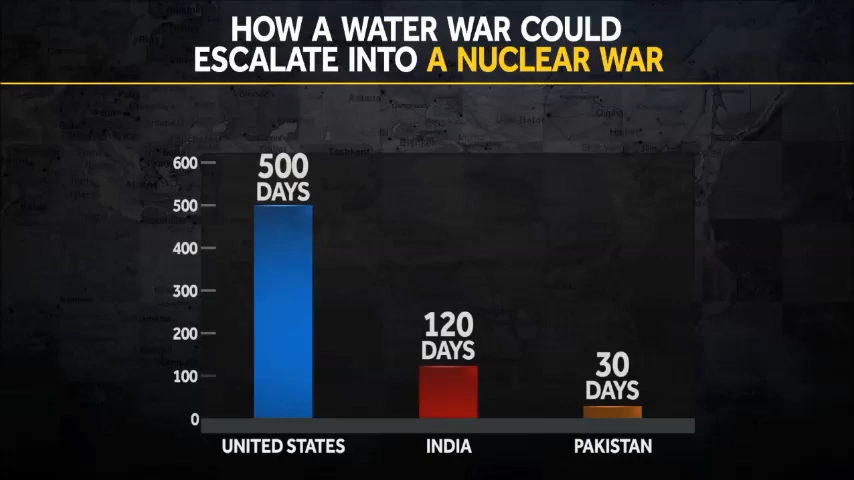 HOW A WATER WAR COULD
ESCALATE INTO A NUCLEAR WAR
600
500
400
300
200
100
0
500
DAYS
120
DAYS
30
DAYS
UNITED STATES
INDIA
PAKISTAN